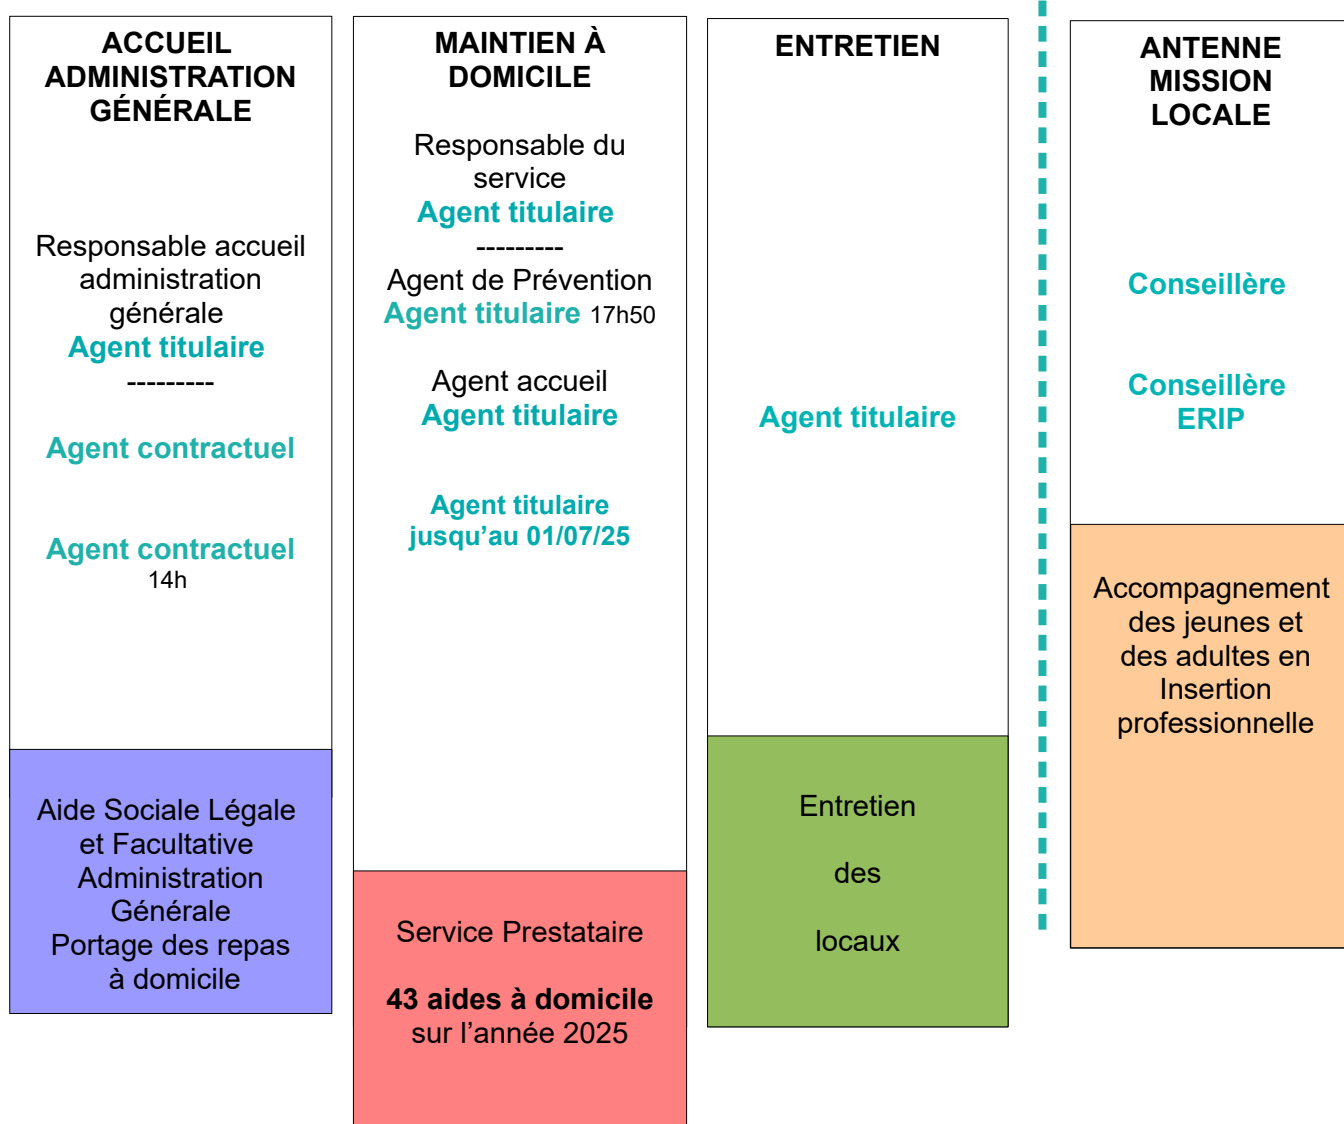 ACCUEIL
ADMINISTRATION
GÉNÉRALE
Responsable accueil
administration
générale
Agent titulaire
---------
Agent contractuel
Agent contractuel
14h
Aide Sociale Légale
et Facultative
Administration
Générale
Portage des repas
à domicile
MAINTIEN À
DOMICILE
Responsable du
service
Agent titulaire
---------
Agent de Prévention
Agent titulaire 17h50
Agent accueil
Agent titulaire
Agent titulaire
jusqu’au 01/07/25
Service Prestataire
43 aides à domicile
sur l’année 2025
ENTRETIEN
Agent titulaire
Entretien
des
locaux
ANTENNE
MISSION
LOCALE
Conseillère
Conseillère
ERIP
Accompagnement
des jeunes et
des adultes en
Insertion
professionnelle